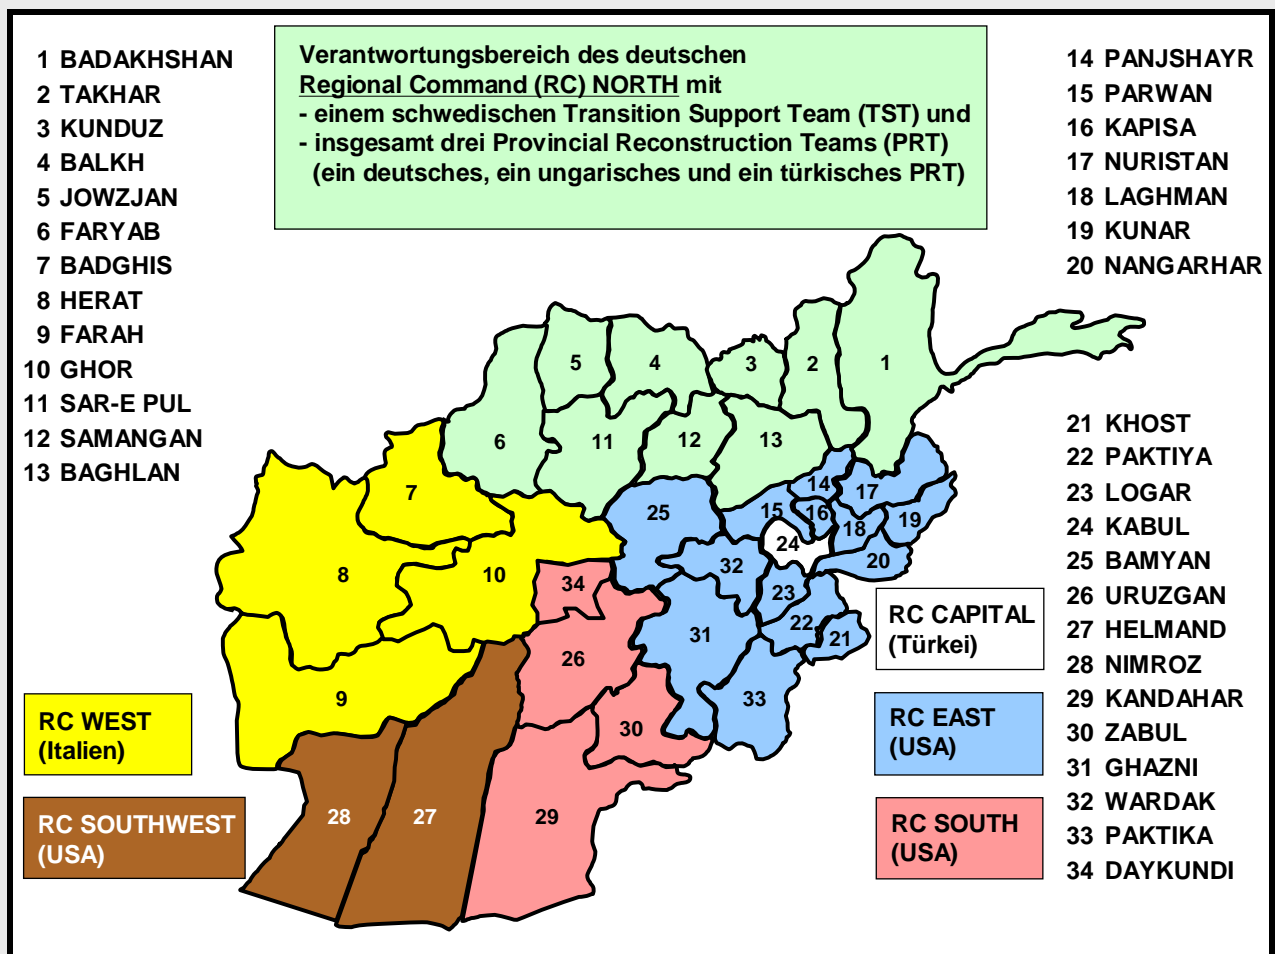 1 BADAKHSHAN
2 TAKHAR
3 KUNDUZ
4 BALKH
5 JOWZJAN
6 FARYAB
7 BADGHIS
8 HERAT
9 FARAH
10 GHOR
11 SAR-E PUL
12 SAMANGAN
13 BAGHLAN
Verantwortungsbereich des deutschen
Regional Command (RC) NORTH mit
- einem schwedischen Transition Support Team (TST) und
- insgesamt drei Provincial Reconstruction Teams (PRT)
(ein deutsches, ein ungarisches und ein türkisches PRT)
14 PANJSHAYR
15 PARWAN
16 KAPISA
17 NURISTAN
18 LAGHMAN
19 KUNAR
20 NANGARHAR
21 KHOST
22 PAKTIYA
23 LOGAR
24 KABUL
25 BAMYAN
26 URUZGAN
27 HELMAND
28 NIMROZ
29 KANDAHAR
30 ZABUL
31 GHAZNI
32 WARDAK
33 PAKTIKA
34 DAYKUNDI
5
4
3
2
1
6
11
12
13
7
14
17
25
15
16
18
19
24
20
8
10
34
32
23
22
21
31
26
9
33
30
28
27
29
RC CAPITAL
(Türkei)
RC WEST
(Italien)
RC EAST
(USA)
RC SOUTHWEST
(USA)
RC SOUTH
(USA)